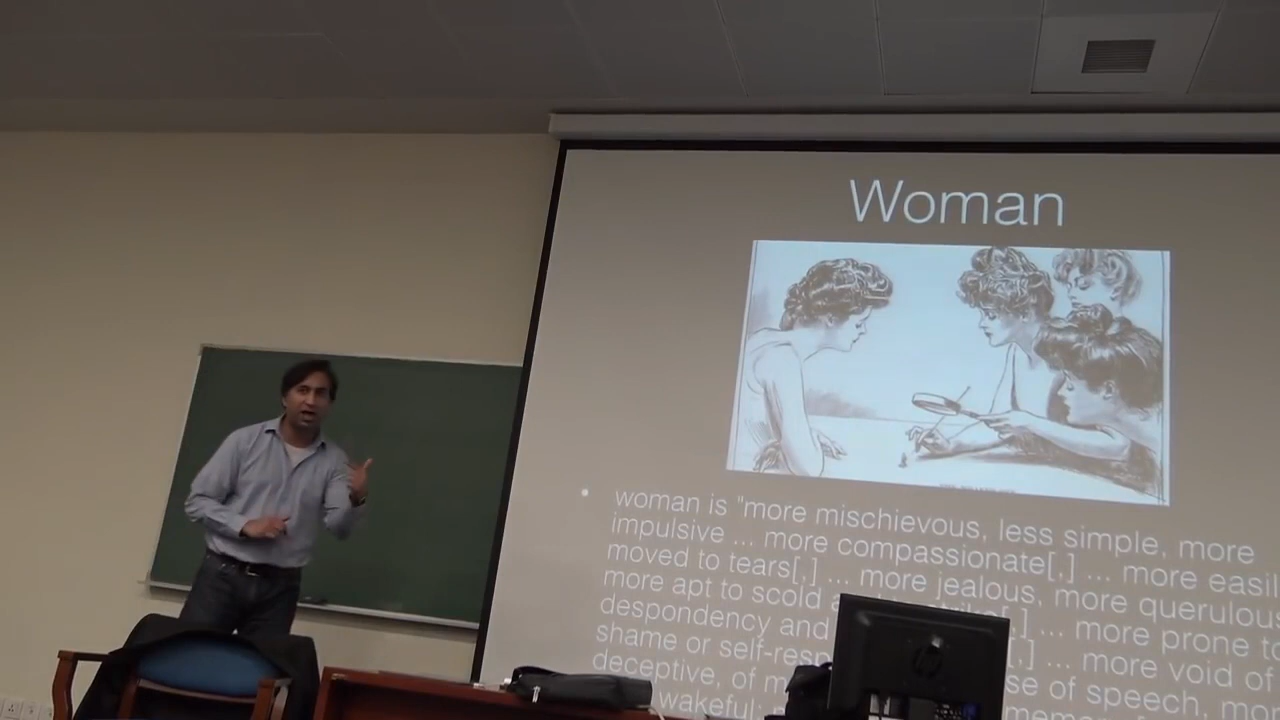 Woman
woman is "more mischievous, less simple, more
impulsive ... more compassionate[,] ... more easil
moved to tears[,] ... more jealous, more querulous
more apt to scold ... more prone to
despondency and ... more void of
shame or self-resp
deceptive, of m se of speech, mor
wakeful;
hp